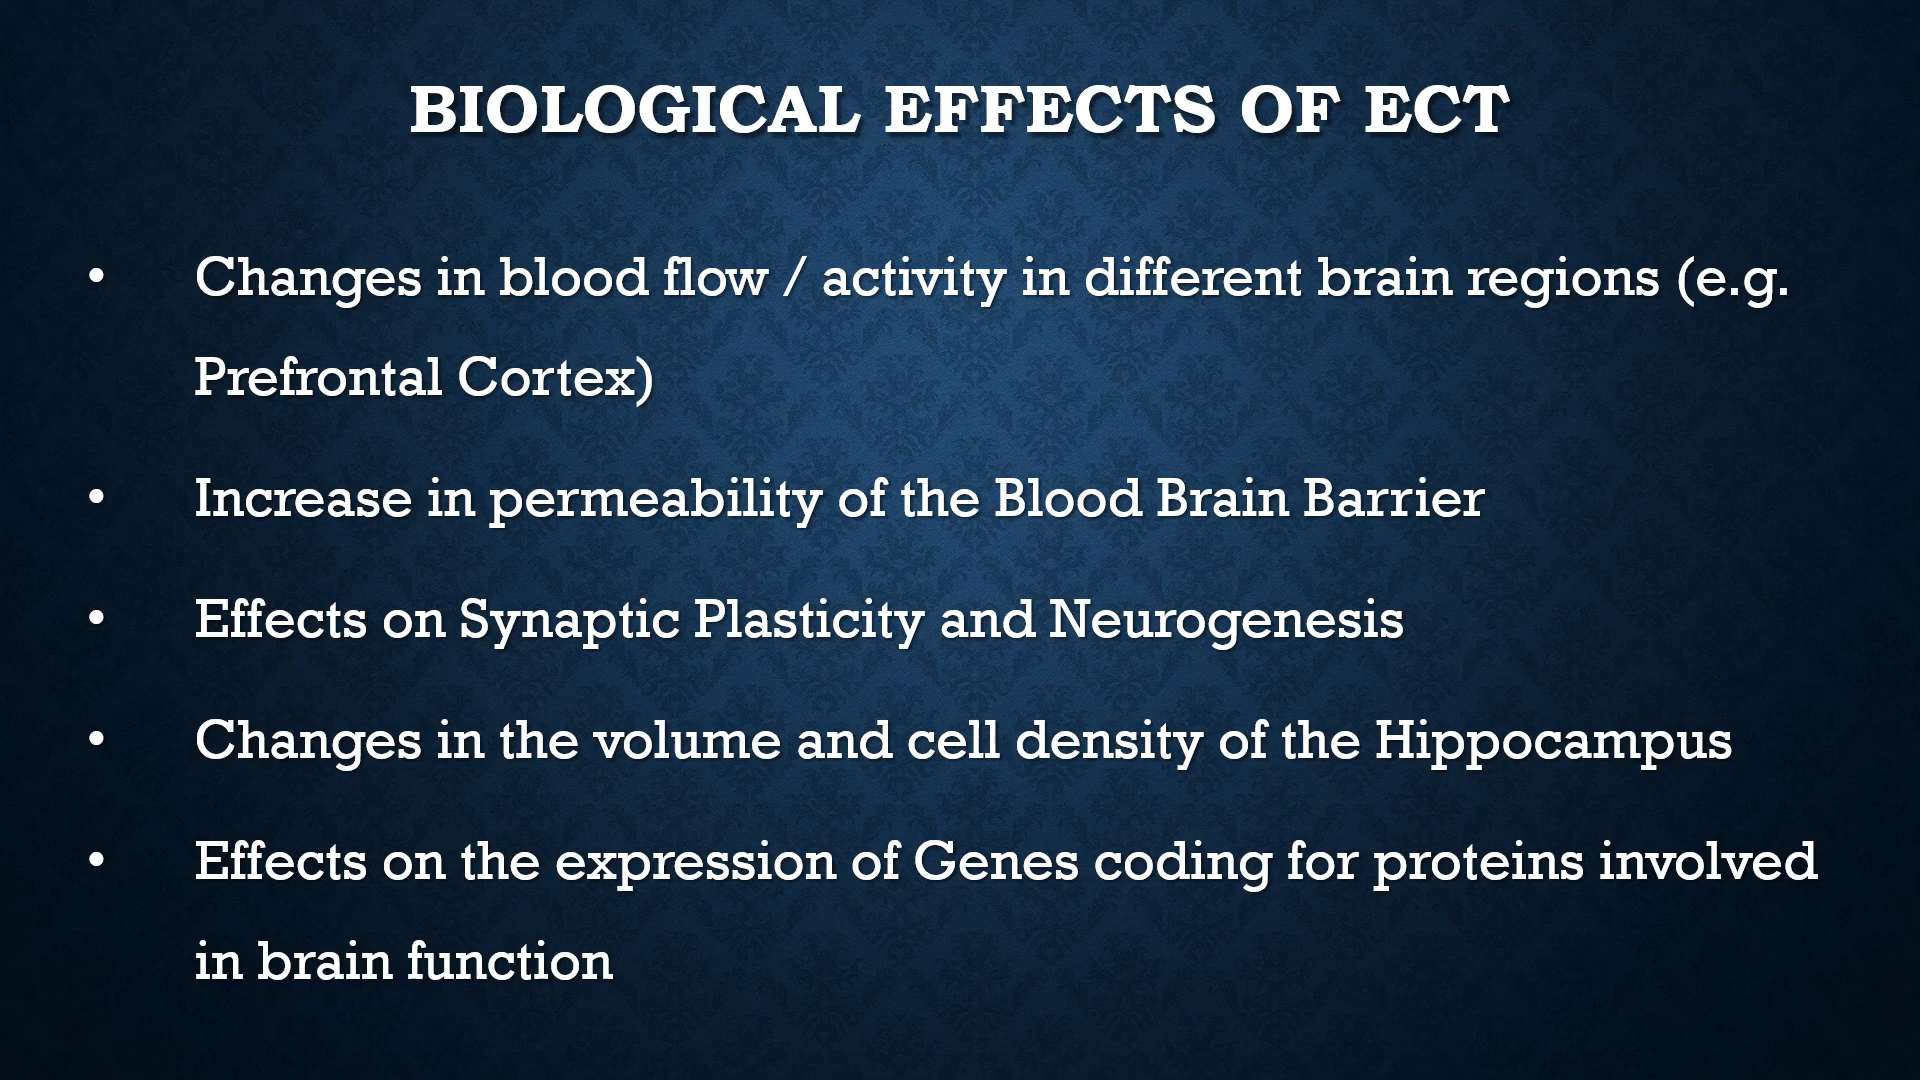 BIOLOGICAL EFFECTS OF ECT
• Changes in blood flow / activity in different brain regions (e.g.
Prefrontal Cortex)
• Increase in permeability of the Blood Brain Barrier
• Effects on Synaptic Plasticity and Neurogenesis
• Changes in the volume and cell density of the Hippocampus
• Effects on the expression of Genes coding for proteins involved
in brain function